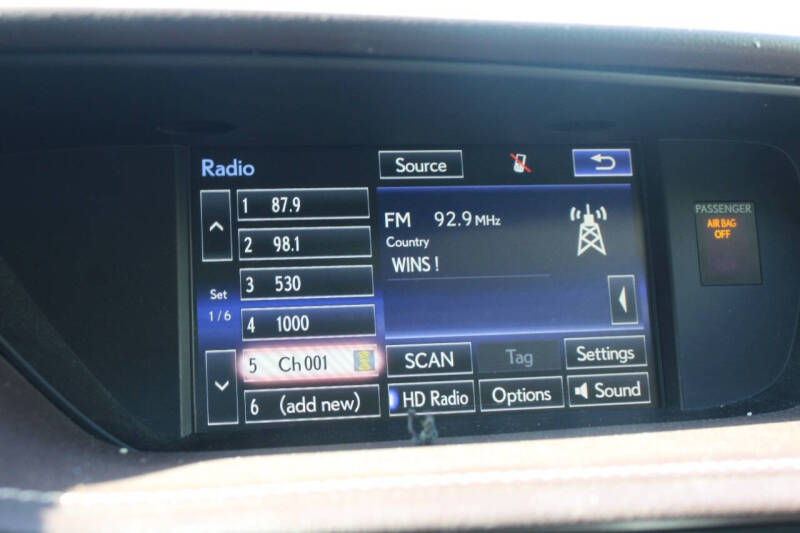 Radio
Source
1 87.9
2 98.1
3 530
4 1000
5 Ch001
6 (add new)
Set
1/6
FM 92.9 MHz
Country
WINS !
SCAN
Tag
Settings
HD Radio
Options
Sound
PASSENGER
AIR BAG
OFF